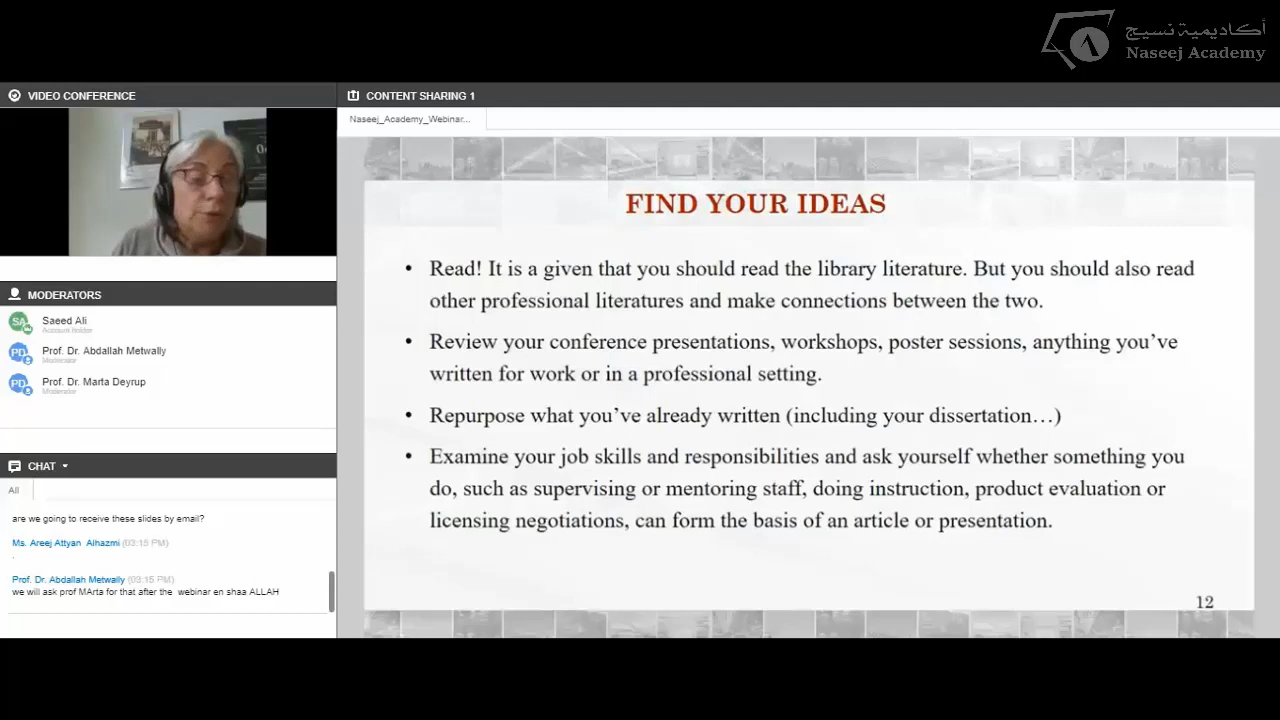 أكاديمية نسيج
Naseej Academy
VIDEO CONFERENCE
CONTENT SHARING 1
Naseej_Academy_Webinar...
FIND YOUR IDEAS
• Read! It is a given that you should read the library literature. But you should also read
other professional literatures and make connections between the two.
• Review your conference presentations, workshops, poster sessions, anything you’ve
written for work or in a professional setting.
• Repurpose what you’ve already written (including your dissertation…)
• Examine your job skills and responsibilities and ask yourself whether something you
do, such as supervising or mentoring staff, doing instruction, product evaluation or
licensing negotiations, can form the basis of an article or presentation.
12
MODERATORS
SA
Saeed Ali
Account holder
PD
Prof. Dr. Abdallah Metwally
Moderator
PD
Prof. Dr. Marta Deyrup
Moderator
CHAT
All
are we going to receive these slides by email?
Ms. Areej Attyan Alhazmi (03:15 PM)
.
Prof. Dr. Abdallah Metwally (03:15 PM)
we will ask prof MArta for that after the webinar en shaa ALLAH